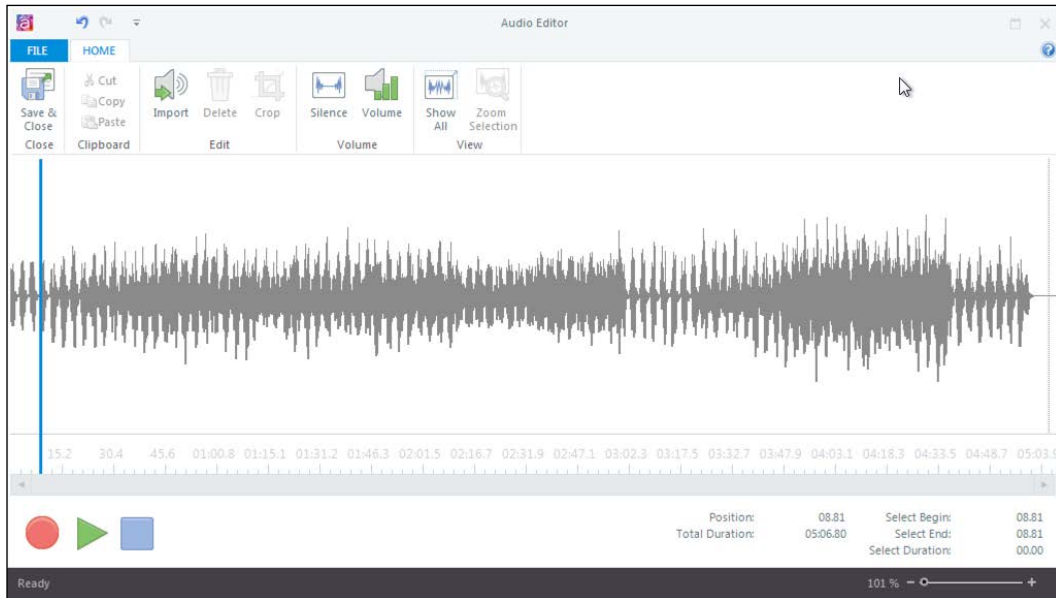 Audio Editor
FILE HOME
Save & Close
Cut
Copy
Paste
Import Delete Crop Silence Volume Show All Zoom Selection
Close Clipboard Edit Volume View
15.2 30.4 45.6 01:00.8 01:15.1 01:31.2 01:46.3 02:01.5 02:16.7 02:31.9 02:47.1 03:02.3 03:17.5 03:32.7 03:47.9 04:03.1 04:18.3 04:33.5 04:48.7 05:03.9
Position: 08.81 Select Begin: 08.81
Total Duration: 05:06.80 Select End: 08.81
Select Duration: 00.00
Ready 101 %